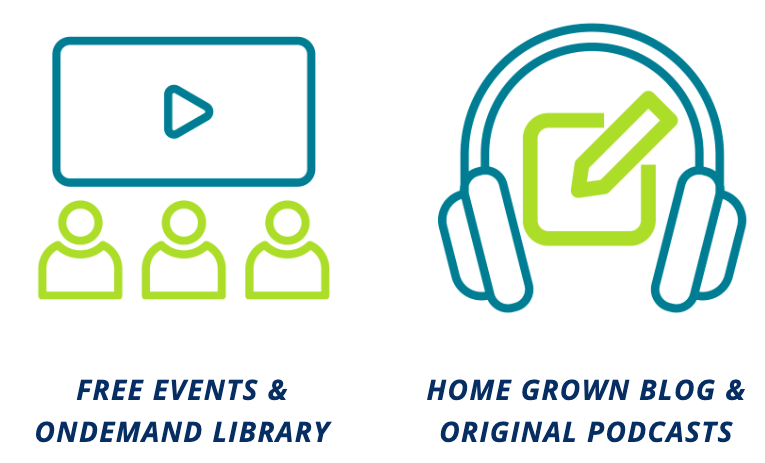 FREE EVENTS &
ONDEMAND LIBRARY
HOME GROWN BLOG &
ORIGINAL PODCASTS